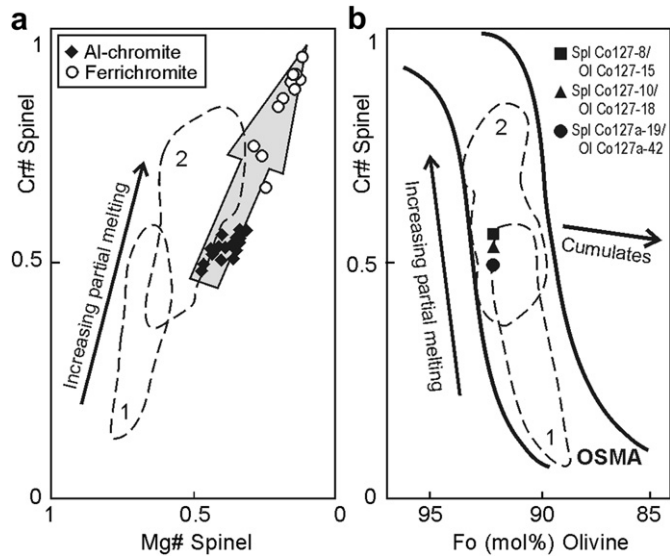 a
Al-chromite
Ferrichromite
1
0.5
0
Cr# Spinel
Increasing partial melting
2
1
1
0.5
0
Mg# Spinel
b
Spl Co127-8/
Ol Co127-15
Spl Co127-10/
Ol Co127-18
Spl Co127a-19/
Ol Co127a-42
1
0.5
0
Cr# Spinel
Increasing partial melting
2
Cumulates
1
OSMA
95
90
85
Fo (mol%) Olivine